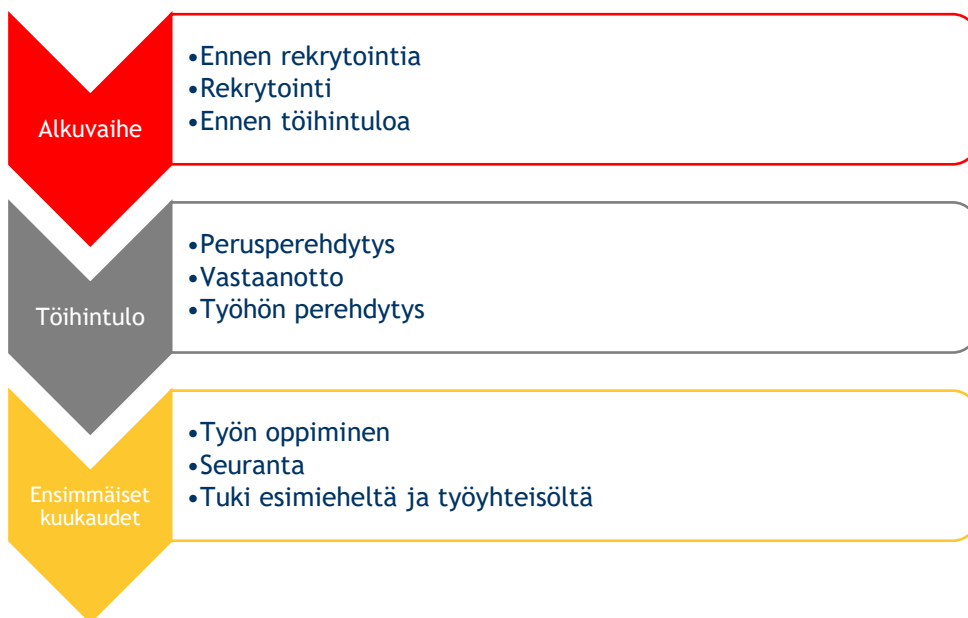 Alkuvaihe
•Ennen rekrytointia
•Rekrytointi
•Ennen töihintuloa
Töihintulo
•Perusperehdytys
•Vastaanotto
•Työhön perehdytys
Ensimmäiset
kuukaudet
•Työn oppiminen
•Seuranta
•Tuki esimieheltä ja työyhteisöltä